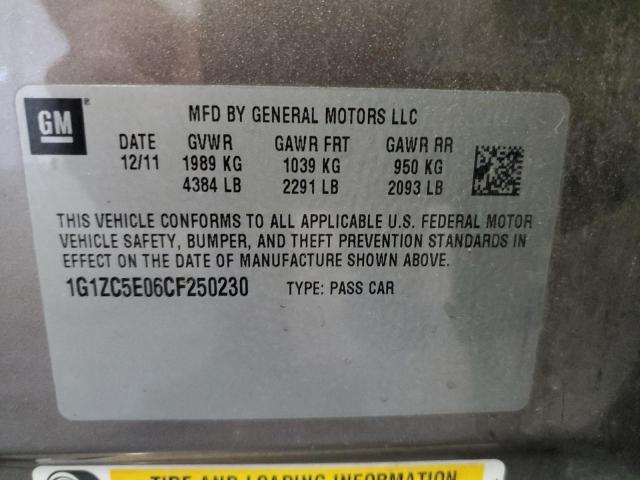 GM
MFD BY GENERAL MOTORS LLC
DATE GVWR GAWR FRT GAWR RR
12/11 1989 KG 1039 KG 950 KG
4384 LB 2291 LB 2093 LB
THIS VEHICLE CONFORMS TO ALL APPLICABLE U.S. FEDERAL MOTOR
VEHICLE SAFETY, BUMPER, AND THEFT PREVENTION STANDARDS IN
EFFECT ON THE DATE OF MANUFACTURE SHOWN ABOVE.
1G1ZC5E06CF250230 TYPE: PASS CAR
TIRE AND LOADING INFORMATION